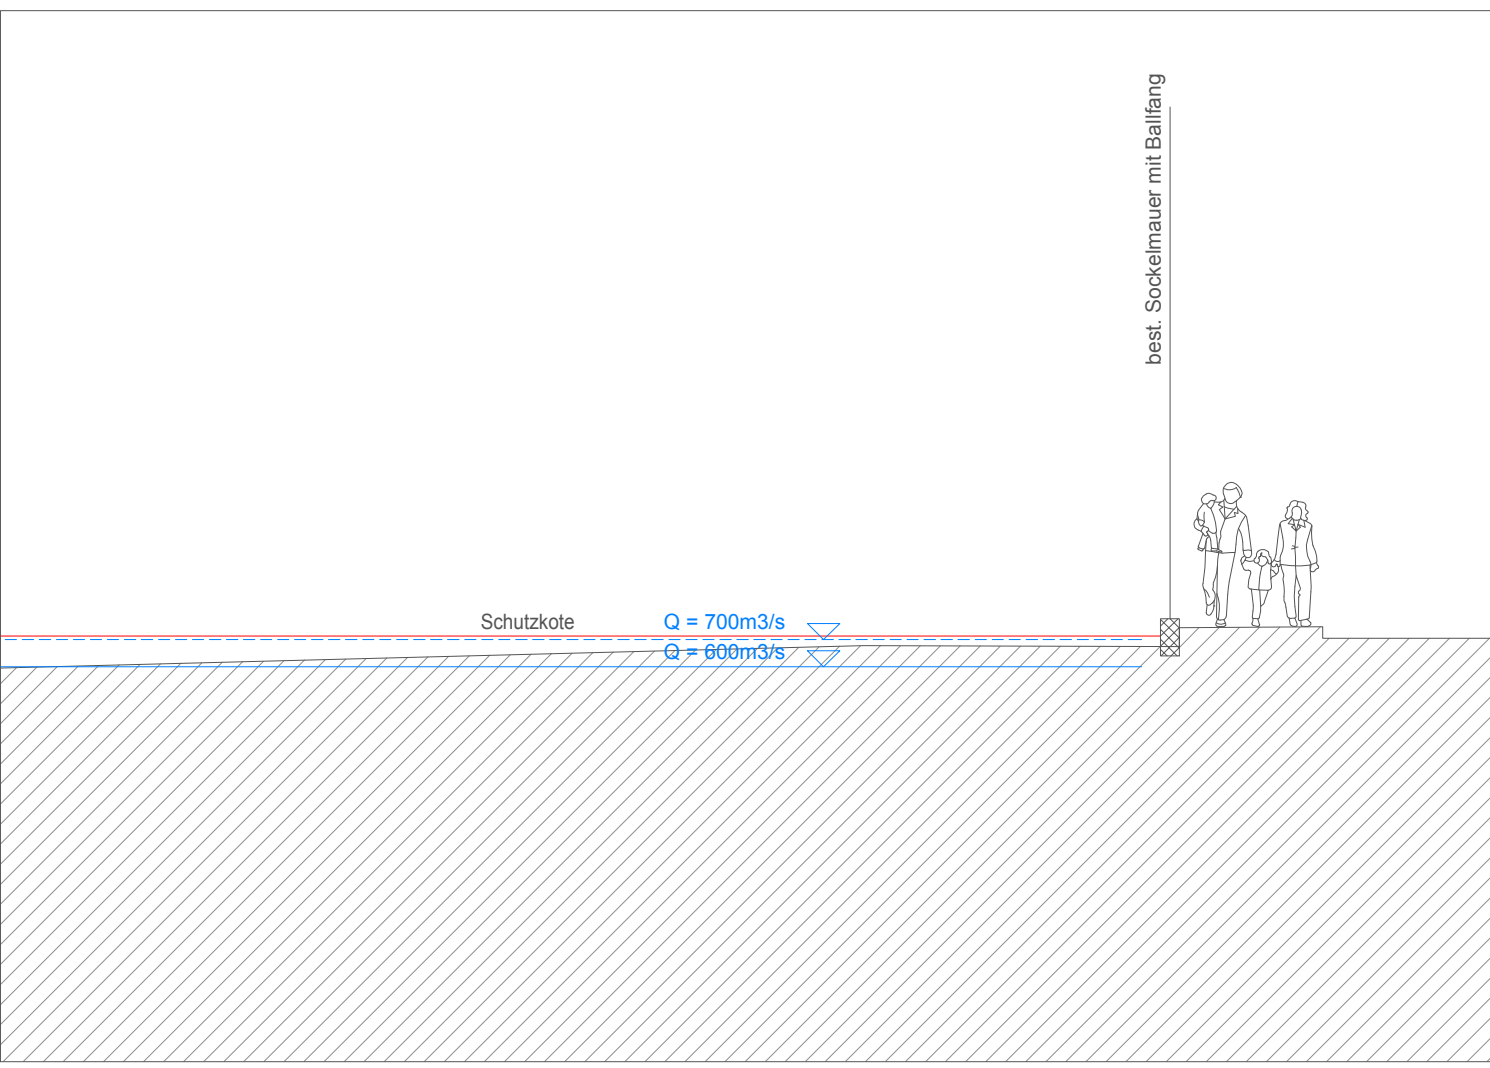 best. Sockelmauer mit Ballfang
Schutzkote
Q = 700m3/s
Q = 600m3/s